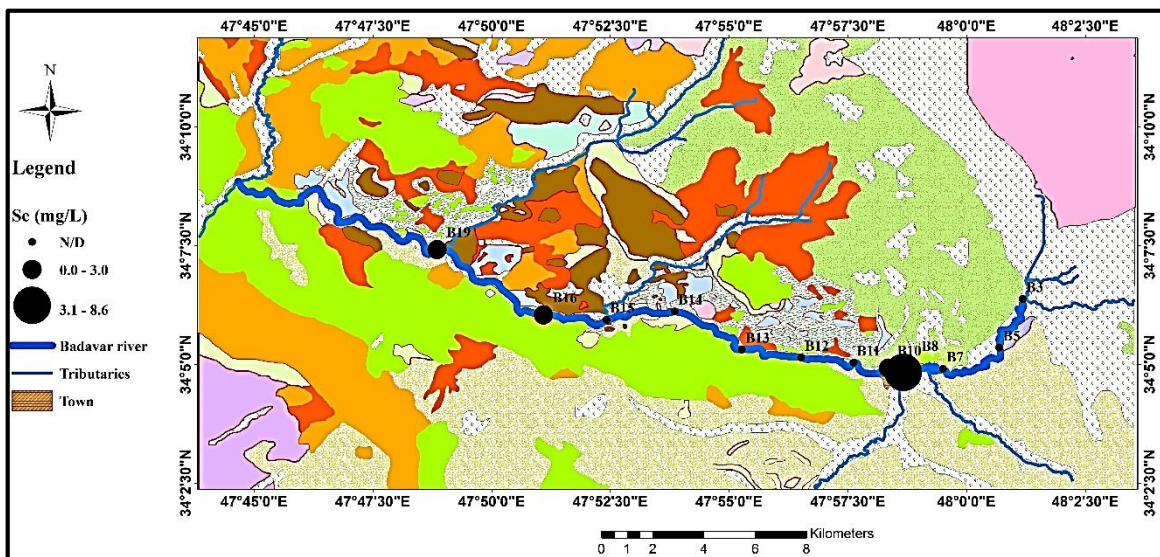 47°45'0"E 47°47'30"E 47°50'0"E 47°52'30"E 47°55'0"E 47°57'30"E 48°0'0"E 48°2'30"E
N
Legend
Sc (mg/L)
N/D
0.0 - 3.0
3.1 - 8.6
Badavar river
Tributaries
Town
34°10'0"N
34°7'30"N
34°5'0"N
34°2'30"N
34°10'0"N
34°7'30"N
34°5'0"N
34°2'30"N
B19
B3
B16
B15
B14
B13
B12
B11
B10
B8
B7
B5
47°45'0"E 47°47'30"E 47°50'0"E 47°52'30"E 47°55'0"E 47°57'30"E 48°0'0"E 48°2'30"E
Kilometers
0 1 2 4 6 8